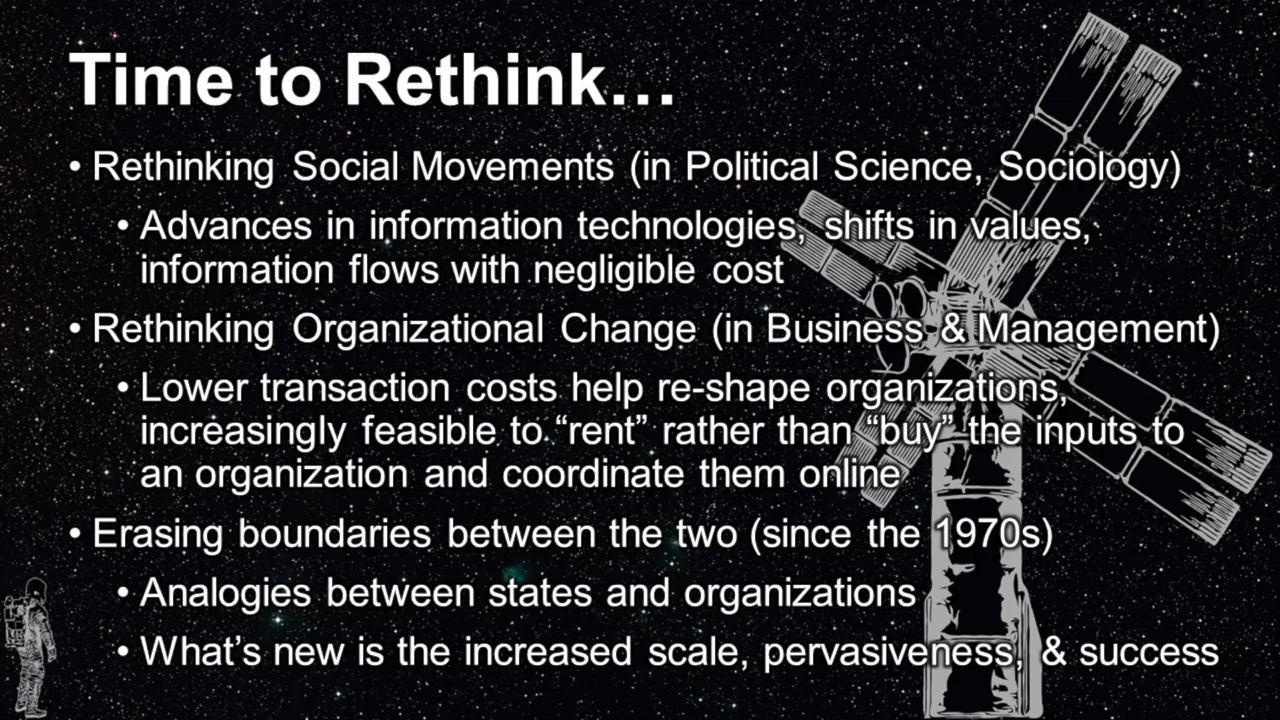 Time to Rethink…
• Rethinking Social Movements (in Political Science, Sociology)
• Advances in information technologies, shifts in values,
information flows with negligible cost
• Rethinking Organizational Change (in Business & Management)
• Lower transaction costs help re-shape organizations,
increasingly feasible to “rent” rather than “buy” the inputs to
an organization and coordinate them online
• Erasing boundaries between the two (since the 1970s)
• Analogies between states and organizations
• What’s new is the increased scale, pervasiveness, & success